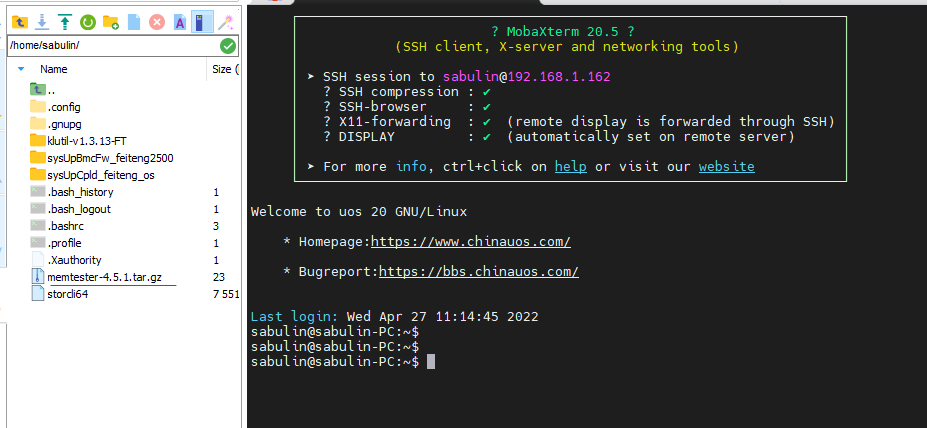 /home/sabulin/
Name Size (
..
.config
.gnupg
klutil-v1.3.13-FT
sysUpBmcFw_feiteng2500
sysUpCpld_feiteng_os
.bash_history 1
.bash_logout 1
.bashrc 3
.profile 1
.Xauthority 1
memtester-4.5.1.tar.gz 23
storcli64 7 551
? MobaXterm 20.5 ?
(SSH client, X-server and networking tools)
➤ SSH session to sabulin@192.168.1.162
? SSH compression : ✔
? SSH-browser : ✔
? X11-forwarding : ✔ (remote display is forwarded through SSH)
? DISPLAY : ✔ (automatically set on remote server)
➤ For more info, ctrl+click on help or visit our website
Welcome to uos 20 GNU/Linux
* Homepage:https://www.chinauos.com/
* Bugreport:https://bbs.chinauos.com/
Last login: Wed Apr 27 11:14:45 2022
sabulin@sabulin-PC:~$
sabulin@sabulin-PC:~$
sabulin@sabulin-PC:~$